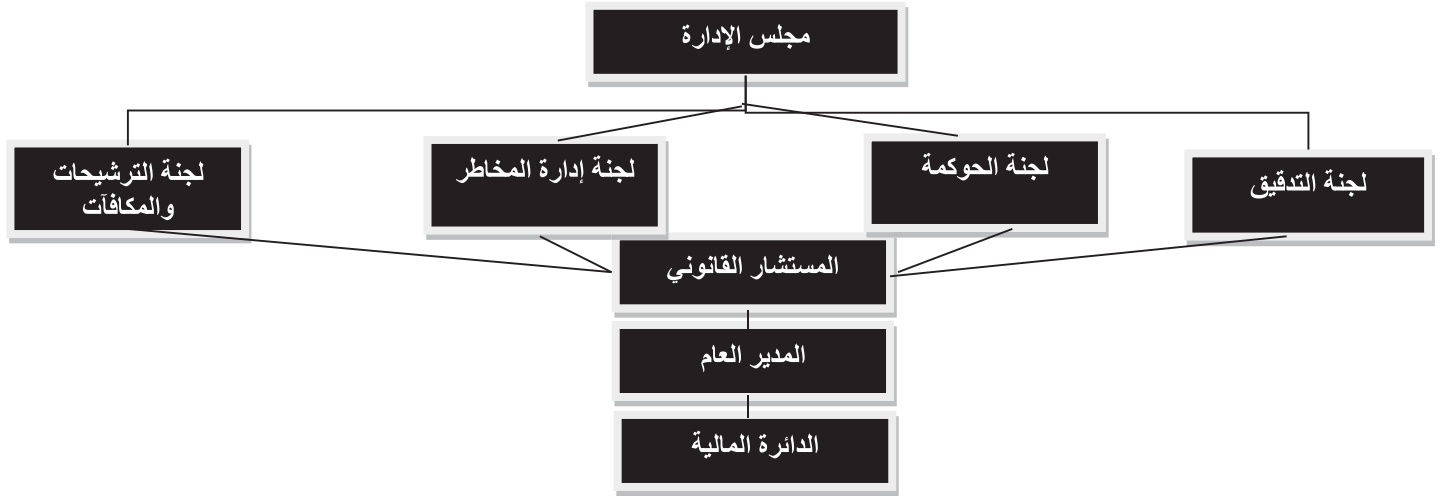 مجلس الإدارة
لجنة التدقيق
لجنة الحوكمة
لجنة إدارة المخاطر
لجنة الترشيحات
والمكافآت
المستشار القانوني
المدير العام
الدائرة المالية